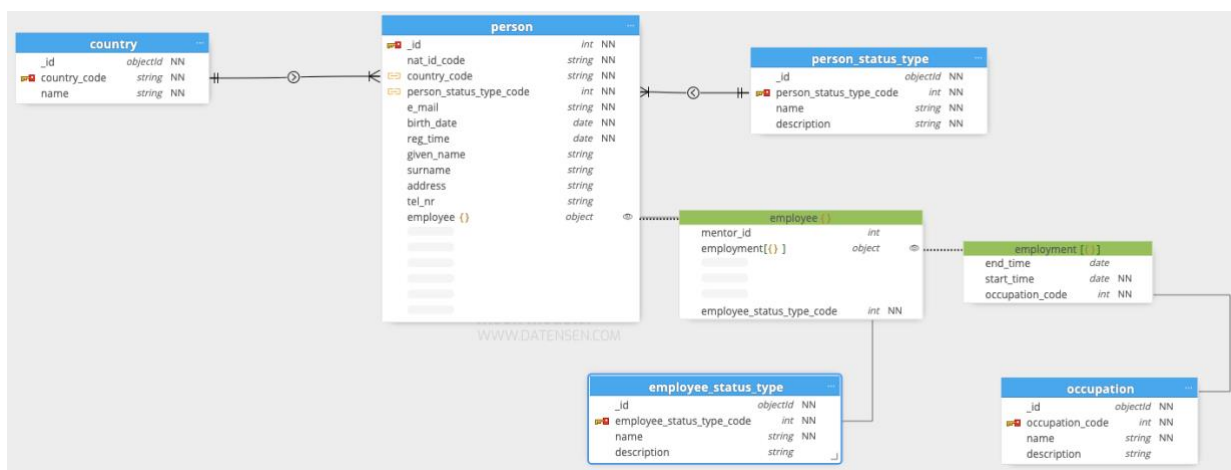 country
_id objectId NN
country_code string NN
name string NN
person
_id int NN
nat_id_code string NN
country_code string NN
person_status_type_code int NN
e_mail string NN
birth_date date NN
reg_time date NN
given_name string
surname string
address string
tel_nr string
employee {} object
person_status_type
_id objectId NN
person_status_type_code int NN
name string NN
description string NN
employee {}
mentor_id int
employment[{} ] object
employee_status_type_code int NN
employment [{}]
end_time date
start_time date NN
occupation_code int NN
WWW.DATENSEN.COM
employee_status_type
_id objectId NN
employee_status_type_code int NN
name string NN
description string
occupation
_id objectId NN
occupation_code int NN
name string NN
description string